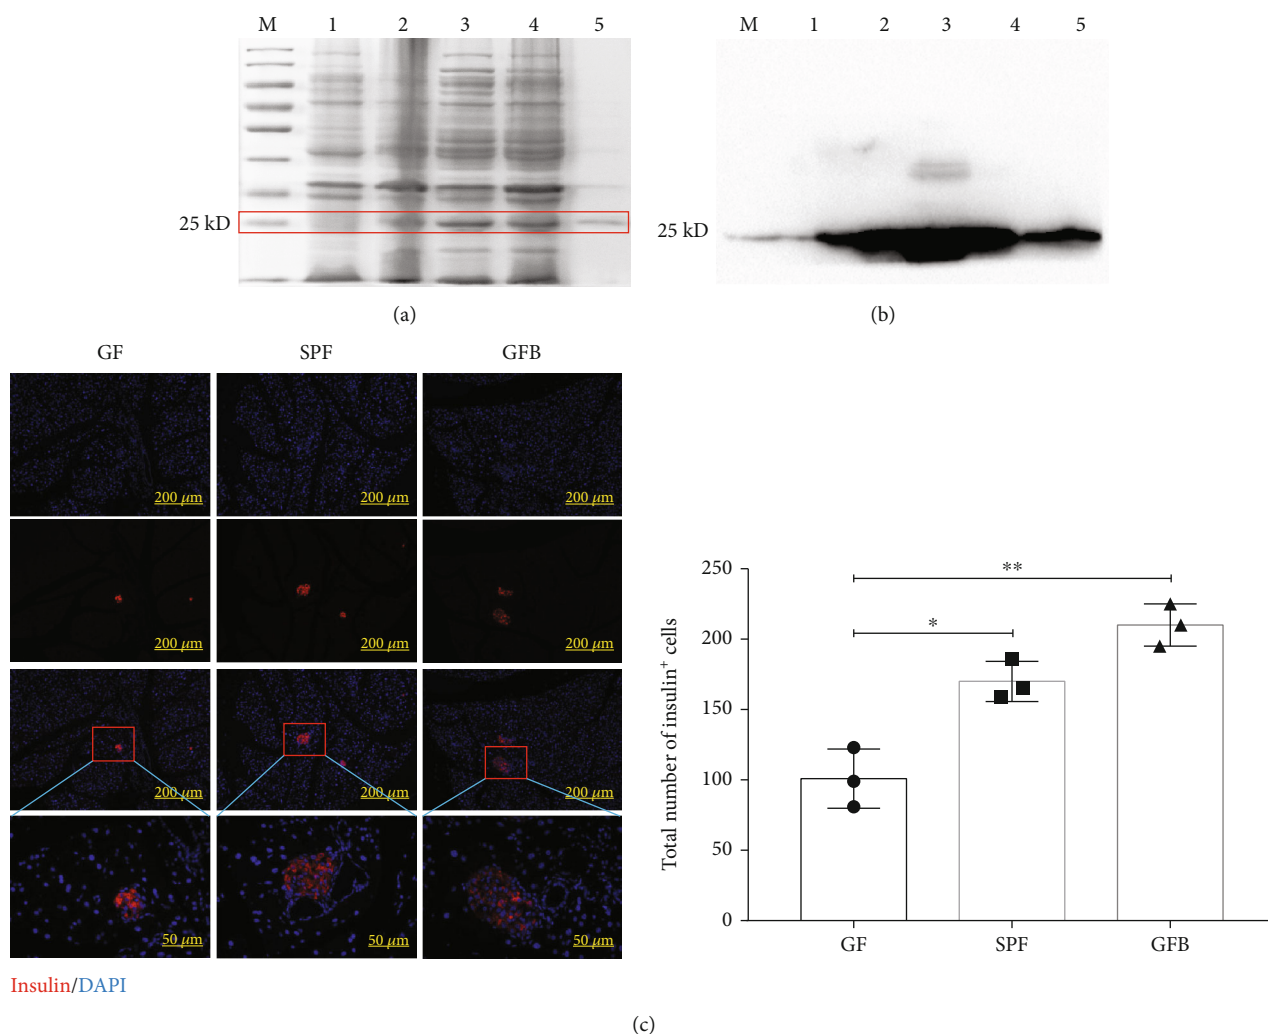 M 1 2 3 4 5
25 kD
(a)
M 1 2 3 4 5
25 kD
(b)
GF SPF GFB
200 µm 200 µm 200 µm
200 µm 200 µm 200 µm
200 µm 200 µm 200 µm
50 µm 50 µm 50 µm
Insulin/DAPI
Total number of insulin⁺ cells
250
200
150
100
50
0
**
*
GF SPF GFB
(c)